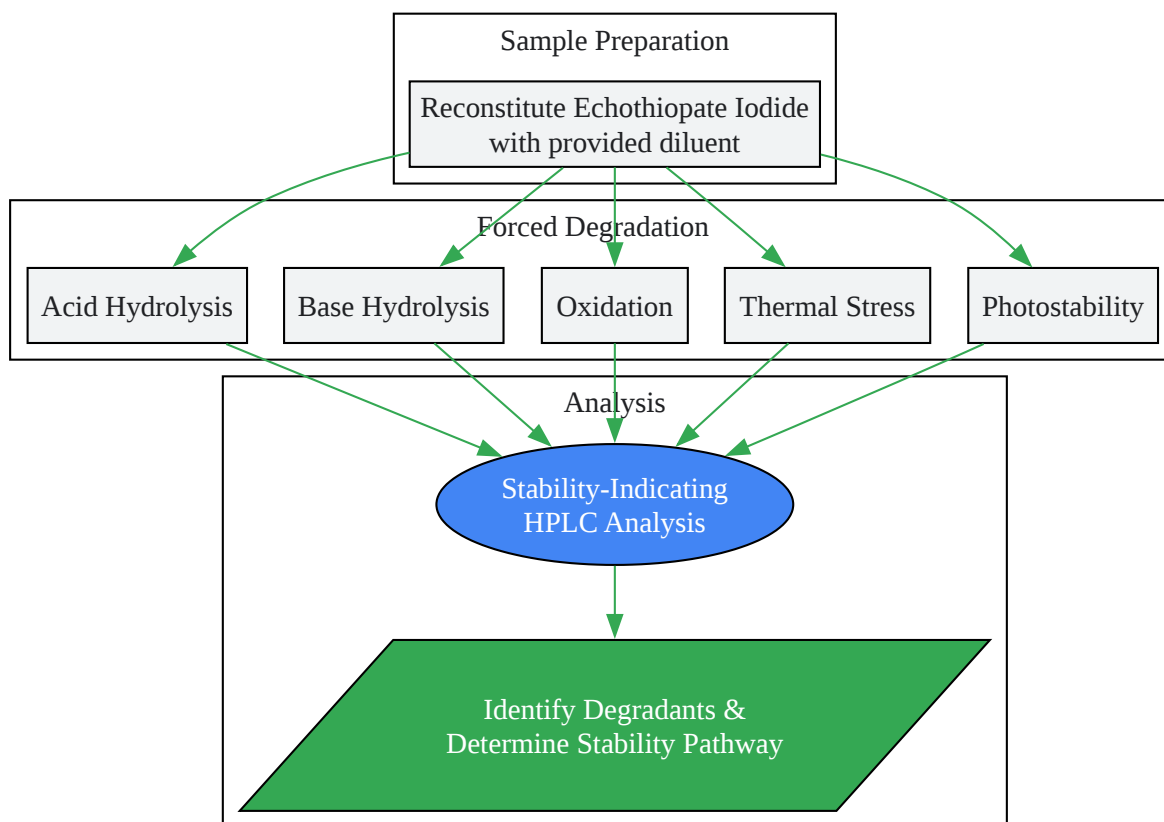 Sample Preparation
Reconstitute Echothiopate Iodide
with provided diluent
Forced Degradation
Acid Hydrolysis
Base Hydrolysis
Oxidation
Thermal Stress
Photostability
Analysis
Stability-Indicating
HPLC Analysis
Identify Degradants &
Determine Stability Pathway